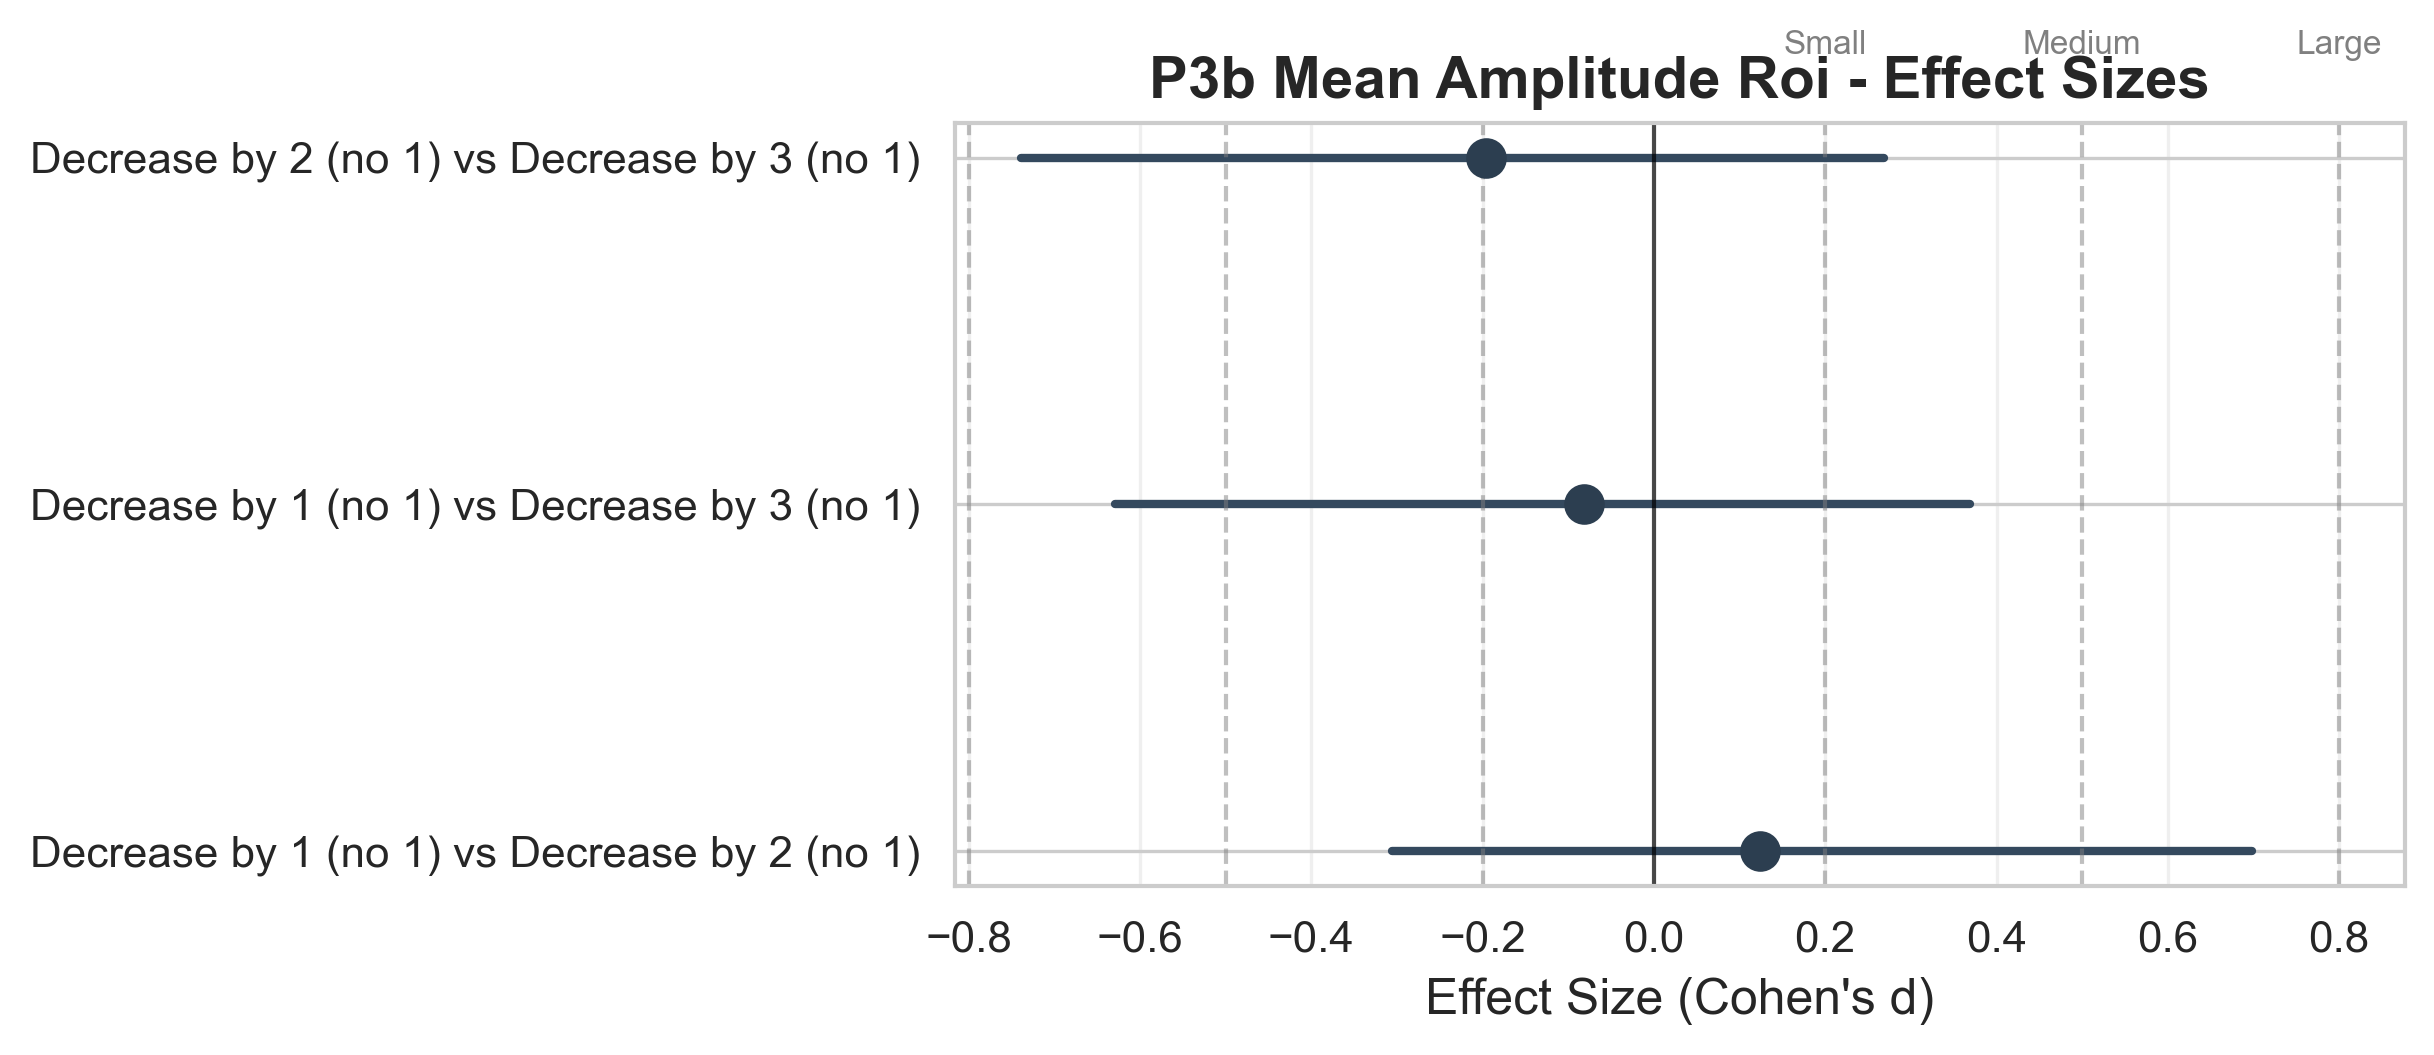 Small Medium Large
P3b Mean Amplitude Roi - Effect Sizes
Decrease by 2 (no 1) vs Decrease by 3 (no 1)
Decrease by 1 (no 1) vs Decrease by 3 (no 1)
Decrease by 1 (no 1) vs Decrease by 2 (no 1)
−0.8 −0.6 −0.4 −0.2 0.0 0.2 0.4 0.6 0.8
Effect Size (Cohen's d)